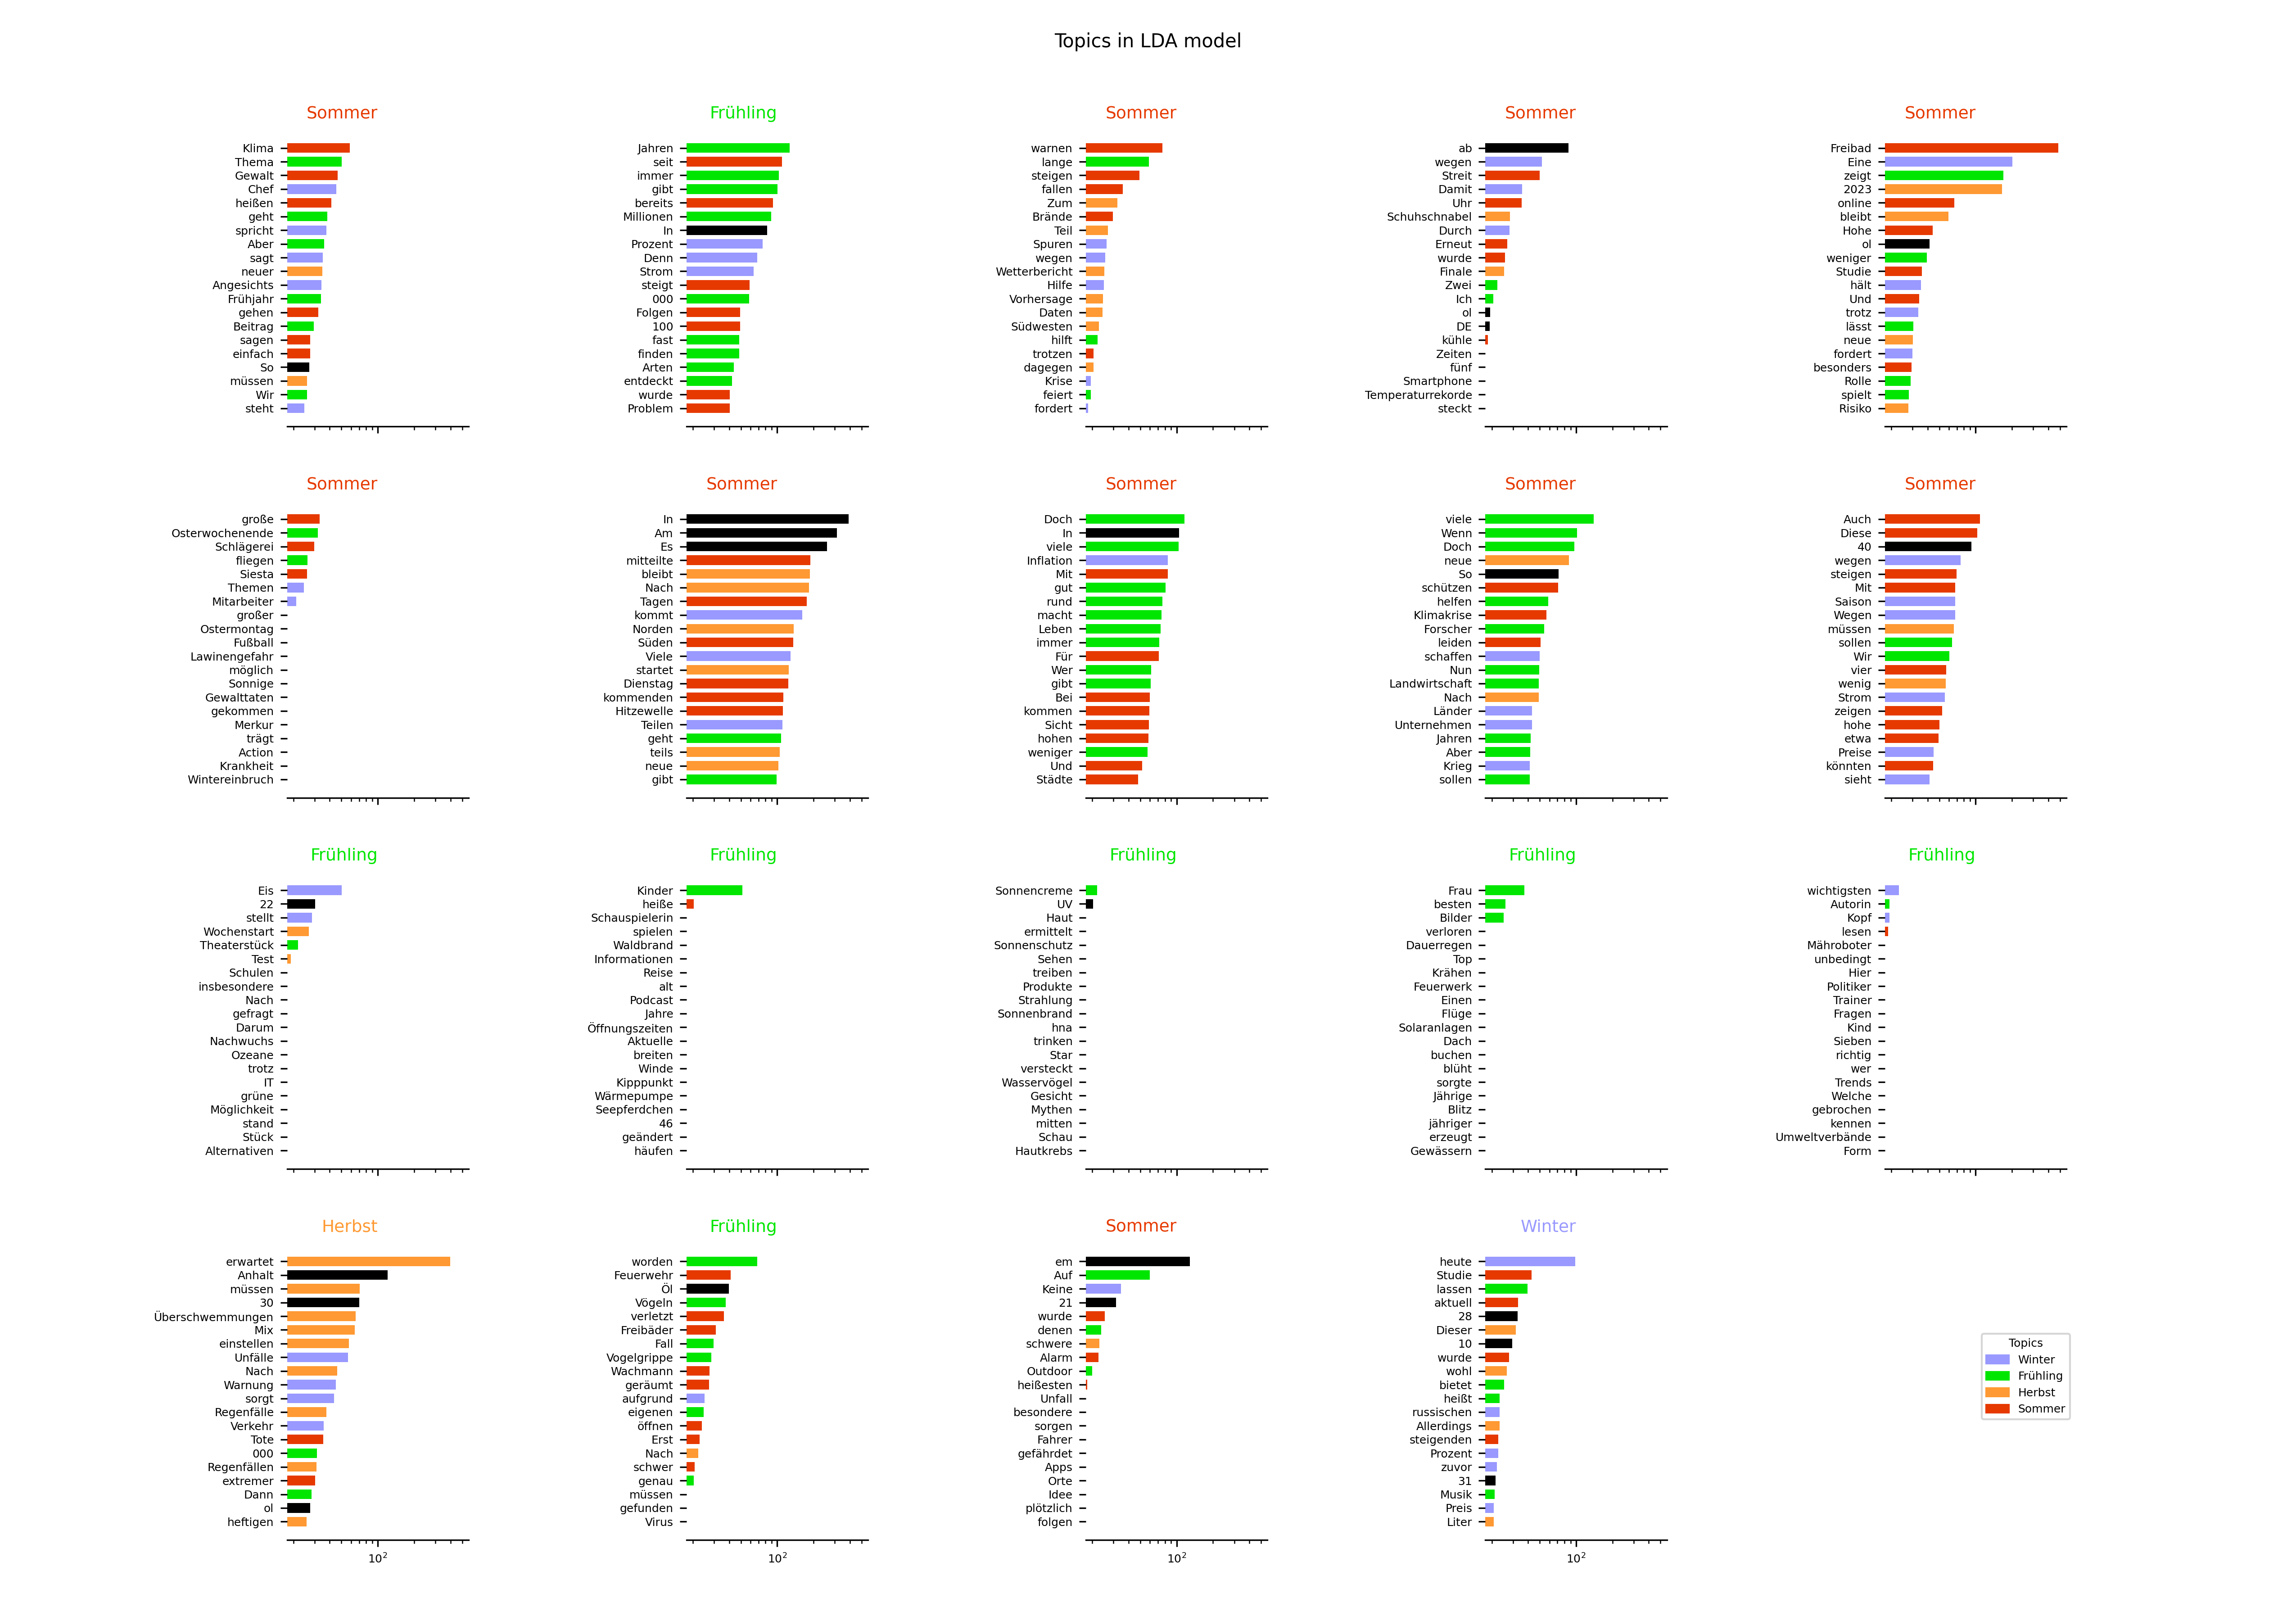 Topics in LDA model
Sommer
Klima
Thema
Gewalt
Chef
heißen
geht
spricht
Aber
sagt
neuer
Angesichts
Frühjahr
gehen
Beitrag
sagen
einfach
So
müssen
Wir
steht
Frühling
Jahren
seit
immer
gibt
bereits
Millionen
In
Prozent
Denn
Strom
steigt
000
Folgen
100
fast
finden
Arten
entdeckt
wurde
Problem
Sommer
warnen
lange
steigen
fallen
Zum
Brände
Teil
Spuren
wegen
Wetterbericht
Hilfe
Vorhersage
Daten
Südwesten
hilft
trotzen
dagegen
Krise
feiert
fordert
Sommer
ab
wegen
Streit
Damit
Uhr
Schuhschnabel
Durch
Erneut
wurde
Finale
Zwei
Ich
ol
DE
kühle
Zeiten
fünf
Smartphone
Temperaturrekorde
steckt
Sommer
Freibad
Eine
zeigt
2023
online
bleibt
Hohe
ol
weniger
Studie
hält
Und
trotz
lässt
neue
fordert
besonders
Rolle
spielt
Risiko
Sommer
große
Osterwochenende
Schlägerei
fliegen
Siesta
Themen
Mitarbeiter
großer
Ostermontag
Fußball
Lawinengefahr
möglich
Sonnige
Gewalttaten
gekommen
Merkur
trägt
Action
Krankheit
Wintereinbruch
Sommer
In
Am
Es
mitteilte
bleibt
Nach
Tagen
kommt
Norden
Süden
Viele
startet
Dienstag
kommenden
Hitzewelle
Teilen
geht
teils
neue
gibt
Sommer
Doch
In
viele
Inflation
Mit
gut
rund
macht
Leben
immer
Für
Wer
gibt
Bei
kommen
Sicht
hohen
weniger
Und
Städte
Sommer
viele
Wenn
Doch
neue
So
schützen
helfen
Klimakrise
Forscher
leiden
schaffen
Nun
Landwirtschaft
Nach
Länder
Unternehmen
Jahren
Aber
Krieg
sollen
Sommer
Auch
Diese
40
wegen
steigen
Mit
Saison
Wegen
müssen
sollen
Wir
vier
wenig
Strom
zeigen
hohe
etwa
Preise
könnten
sieht
Frühling
Eis
22
stellt
Wochenstart
Theaterstück
Test
Schulen
insbesondere
Nach
gefragt
Darum
Nachwuchs
Ozeane
trotz
IT
grüne
Möglichkeit
stand
Stück
Alternativen
Frühling
Kinder
heiße
Schauspielerin
spielen
Waldbrand
Informationen
Reise
alt
Podcast
Jahre
Öffnungszeiten
Aktuelle
breiten
Winde
Kipppunkt
Wärmepumpe
Seepferdchen
46
geändert
häufen
Frühling
Sonnencreme
UV
Haut
ermittelt
Sonnenschutz
Sehen
treiben
Produkte
Strahlung
Sonnenbrand
hna
trinken
Star
versteckt
Wasservögel
Gesicht
Mythen
mitten
Schau
Hautkrebs
Frühling
Frau
besten
Bilder
verloren
Dauerregen
Top
Krähen
Feuerwerk
Einen
Flüge
Solaranlagen
Dach
buchen
blüht
sorgte
Jährige
Blitz
jähriger
erzeugt
Gewässern
Frühling
wichtigsten
Autorin
Kopf
lesen
Mähroboter
unbedingt
Hier
Politiker
Trainer
Fragen
Kind
Sieben
richtig
wer
Trends
Welche
gebrochen
kennen
Umweltverbände
Form
Herbst
erwartet
Anhalt
müssen
30
Überschwemmungen
Mix
einstellen
Unfälle
Nach
Warnung
sorgt
Regenfälle
Verkehr
Tote
000
Regenfällen
extremer
Dann
ol
heftigen
10²
Frühling
worden
Feuerwehr
Öl
Vögeln
verletzt
Freibäder
Fall
Vogelgrippe
Wachmann
geräumt
aufgrund
eigenen
öffnen
Erst
Nach
schwer
genau
müssen
gefunden
Virus
10²
Sommer
em
Auf
Keine
21
wurde
denen
schwere
Alarm
Outdoor
heißesten
Unfall
besondere
sorgen
Fahrer
gefährdet
Apps
Orte
Idee
plötzlich
folgen
10²
Winter
heute
Studie
lassen
aktuell
28
Dieser
10
wurde
wohl
bietet
heißt
russischen
Allerdings
steigenden
Prozent
zuvor
31
Musik
Preis
Liter
10²
Topics
Winter
Frühling
Herbst
Sommer